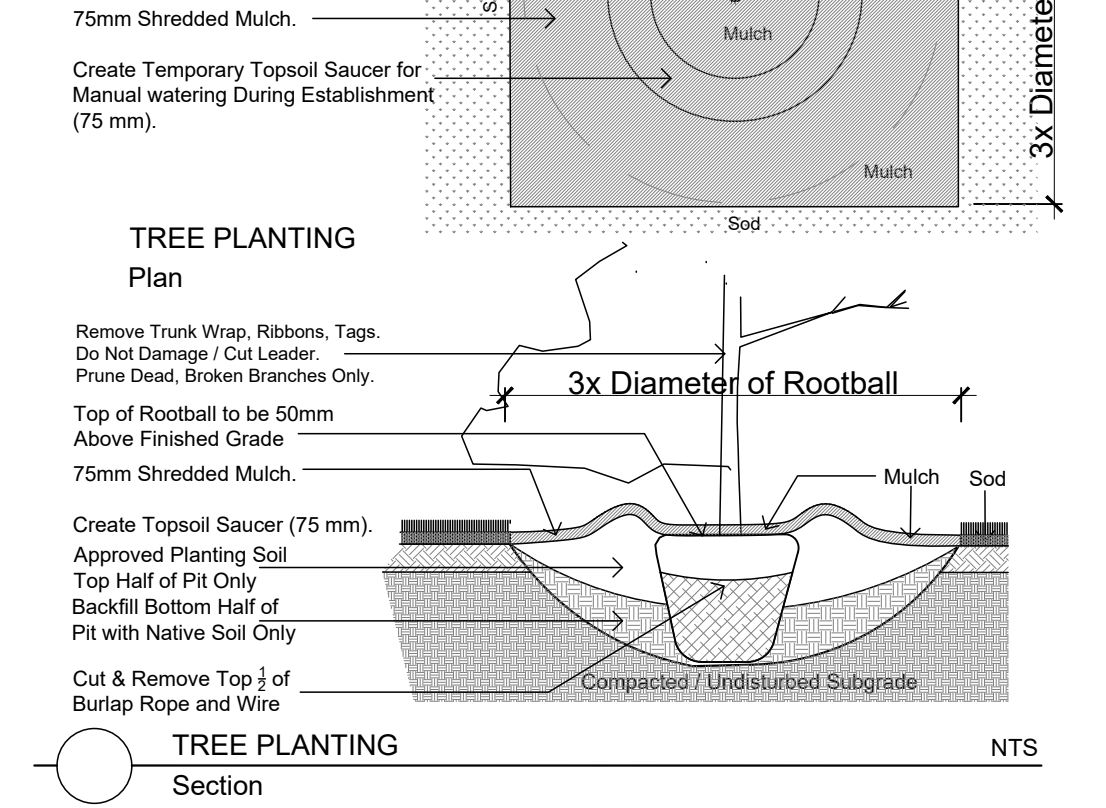 75mm Shredded Mulch.
Mulch
Create Temporary Topsoil Saucer for
Manual watering During Establishment
(75 mm).
3x Diamete
Mulch
Sod
TREE PLANTING
Plan
Remove Trunk Wrap, Ribbons, Tags.
Do Not Damage / Cut Leader.
Prune Dead, Broken Branches Only.
3x Diameter of Rootball
Top of Rootball to be 50mm
Above Finished Grade
75mm Shredded Mulch.
Mulch
Sod
Create Topsoil Saucer (75 mm).
Approved Planting Soil
Top Half of Pit Only
Backfill Bottom Half of
Pit with Native Soil Only
Cut & Remove Top 1/2 of
Burlap Rope and Wire
Compacted / Undisturbed Subgrade
TREE PLANTING
NTS
Section